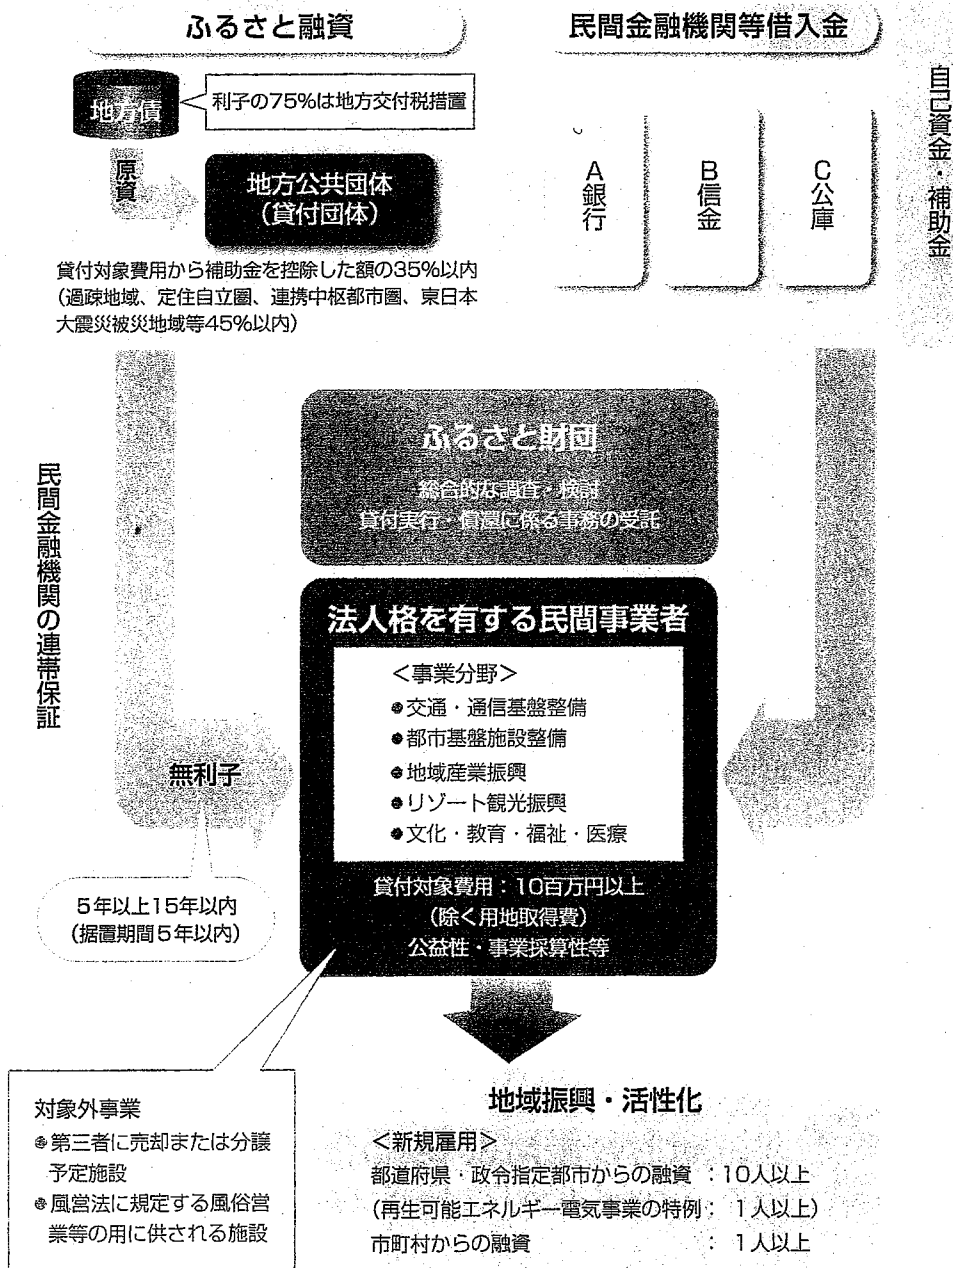 ふるさと融資
民間金融機関等借入金
自己資金・補助金
地方債
利子の75%は地方交付税措置
原資
地方公共団体
(貸付団体)
A銀行
B信金
C公庫
貸付対象費用から補助金を控除した額の35%以内
(過疎地域、定住自立圏、連携中枢都市圏、東日本
大震災被災地域等45%以内)
民間金融機関の連帯保証
ふるさと財団
総合的な調査・検討
貸付実行・償還に係る事務の受託
法人格を有する民間事業者
<事業分野>
●交通・通信基盤整備
●都市基盤施設整備
●地域産業振興
●リゾート観光振興
●文化・教育・福祉・医療
貸付対象費用：10百万円以上
(除く用地取得費)
公益性・事業採算性等
無利子
5年以上15年以内
(据置期間5年以内)
対象外事業
●第三者に売却または分譲
予定施設
●風営法に規定する風俗営
業等の用に供される施設
地域振興・活性化
<新規雇用>
都道府県・政令指定都市からの融資：10人以上
(再生可能エネルギー電気事業の特例：1人以上)
市町村からの融資：1人以上